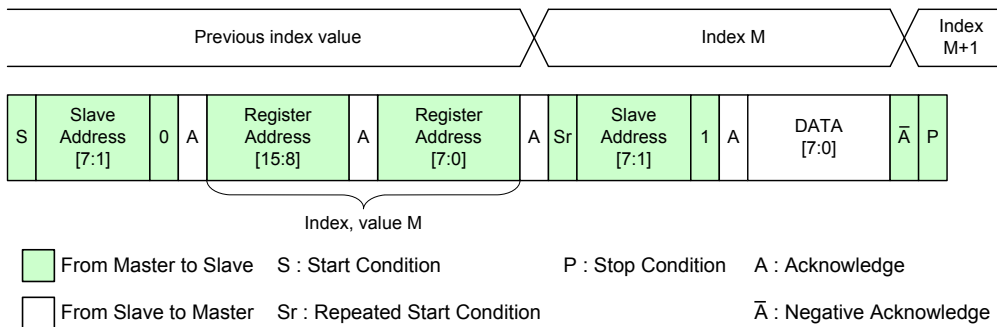 Previous index value
Index M
Index
M+1
S
Slave
Address
[7:1]
0
A
Register
Address
[15:8]
A
Register
Address
[7:0]
A
Sr
Slave
Address
[7:1]
1
A
DATA
[7:0]
A̅
P
Index, value M
From Master to Slave
S : Start Condition
P : Stop Condition
A : Acknowledge
From Slave to Master
Sr : Repeated Start Condition
A̅ : Negative Acknowledge